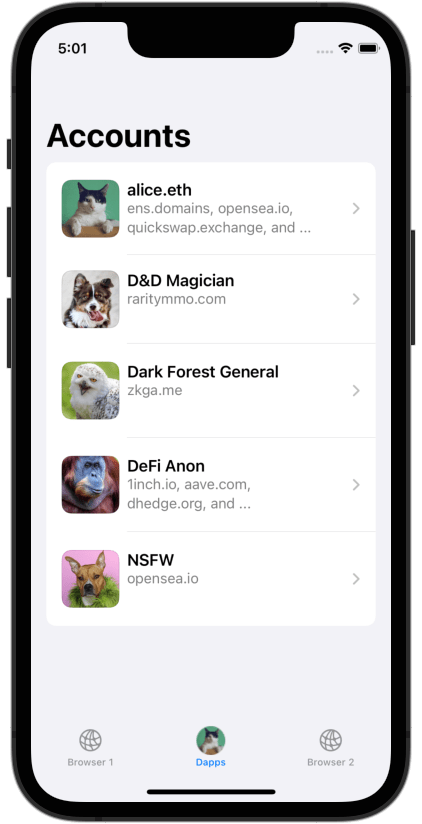 5:01
Accounts
alice.eth
ens.domains, opensea.io,
quickswap.exchange, and ...
D&D Magician
raritymmo.com
Dark Forest General
zkga.me
DeFi Anon
1inch.io, aave.com,
dhedge.org, and ...
NSFW
opensea.io
Browser 1
Dapps
Browser 2